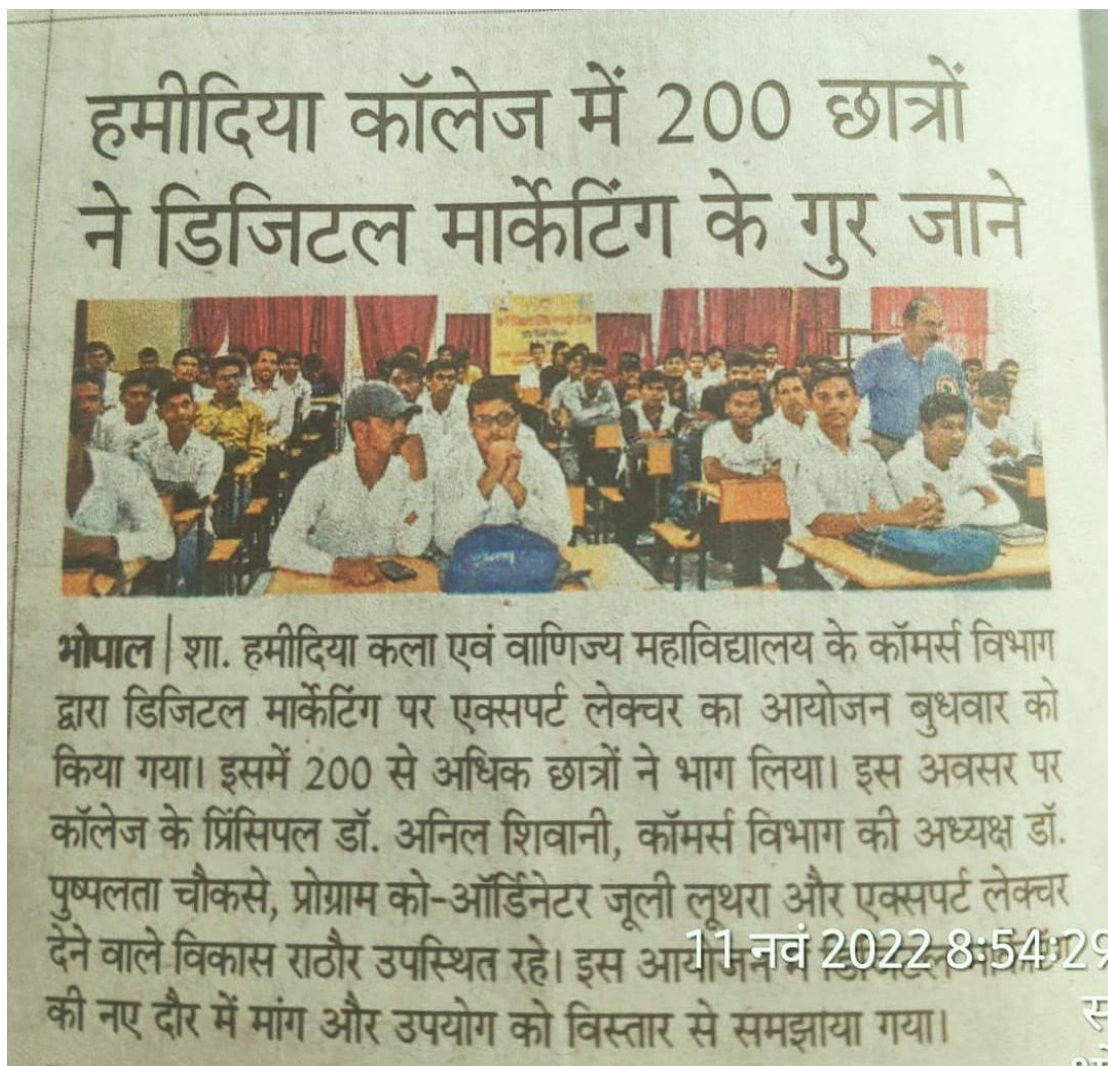 हमीदिया कॉलेज में 200 छात्रों
ने डिजिटल मार्केटिंग के गुर जाने
भोपाल | शा. हमीदिया कला एवं वाणिज्य महाविद्यालय के कॉमर्स विभाग
द्वारा डिजिटल मार्केटिंग पर एक्सपर्ट लेक्चर का आयोजन बुधवार को
किया गया। इसमें 200 से अधिक छात्रों ने भाग लिया। इस अवसर पर
कॉलेज के प्रिंसिपल डॉ. अनिल शिवानी, कॉमर्स विभाग की अध्यक्ष डॉ.
पुष्पलता चौकसे, प्रोग्राम को-ऑर्डिनेटर जूली लूथरा और एक्सपर्ट लेक्चर
देने वाले विकास राठौर उपस्थित रहे। इस आयोजन
11 नवं 2022 8:54:29
की नए दौर में मांग और उपयोग को विस्तार से समझाया गया।